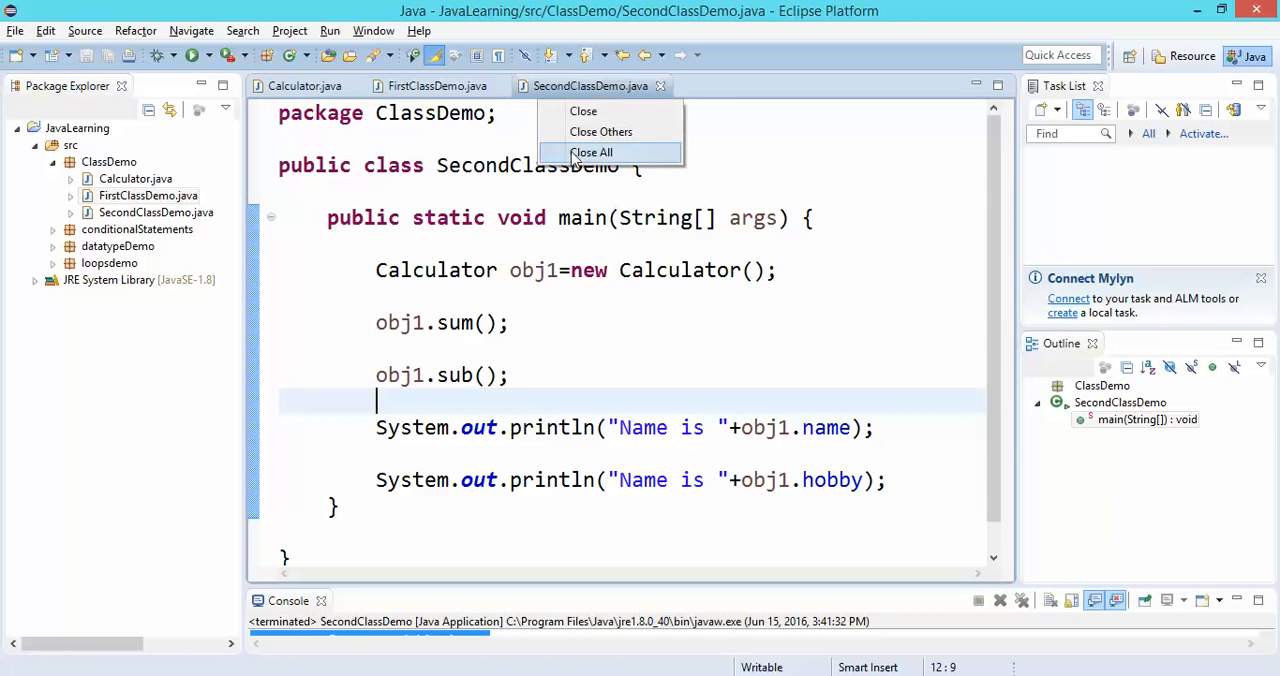 Java - JavaLearning/src/ClassDemo/SecondClassDemo.java - Eclipse Platform
File Edit Source Refactor Navigate Search Project Run Window Help
Quick Access
Resource
Java
Package Explorer
JavaLearning
src
ClassDemo
Calculator.java
FirstClassDemo.java
SecondClassDemo.java
conditionalStatements
datatypeDemo
loopsdemo
JRE System Library [JavaSE-1.8]
Calculator.java FirstClassDemo.java SecondClassDemo.java
Close
Close Others
Close All
package ClassDemo;
public class SecondClassDemo {
public static void main(String[] args) {
Calculator obj1=new Calculator();
obj1.sum();
obj1.sub();
System.out.println("Name is "+obj1.name);
System.out.println("Name is "+obj1.hobby);
}
}
Task List
Find All Activate...
Connect Mylyn
Connect to your task and ALM tools or
create a local task.
Outline
ClassDemo
SecondClassDemo
main(String[]) : void
Console
<terminated> SecondClassDemo [Java Application] C:\Program Files\Java\jre1.8.0_40\bin\javaw.exe (Jun 15, 2016, 3:41:32 PM)
Writable Smart Insert 12 : 9